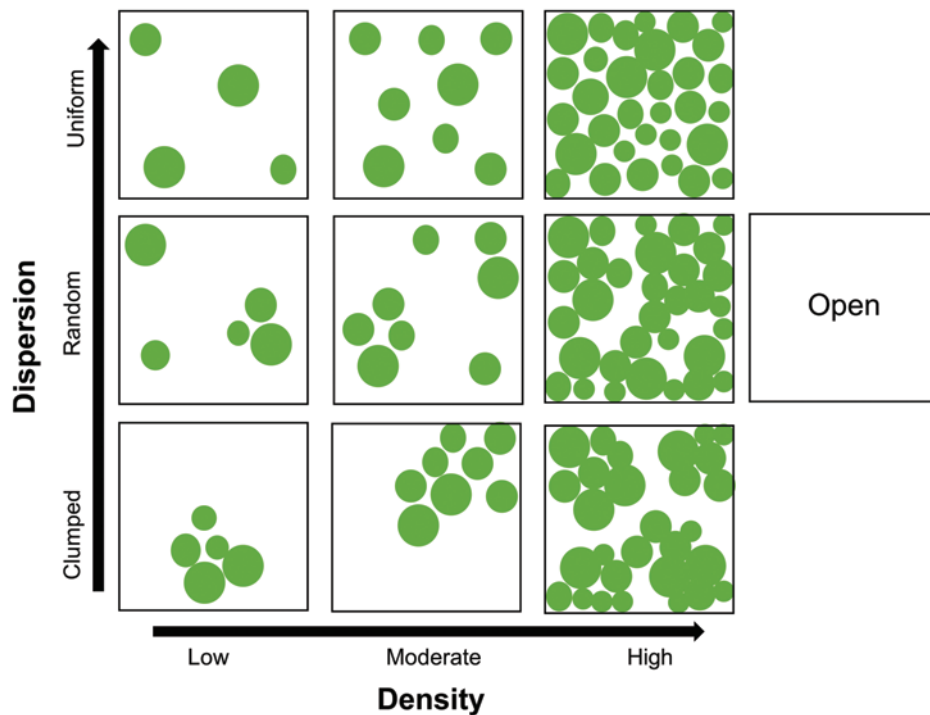 Uniform
Random
Open
Dispersion
Clumped
Low
Moderate
High
Density